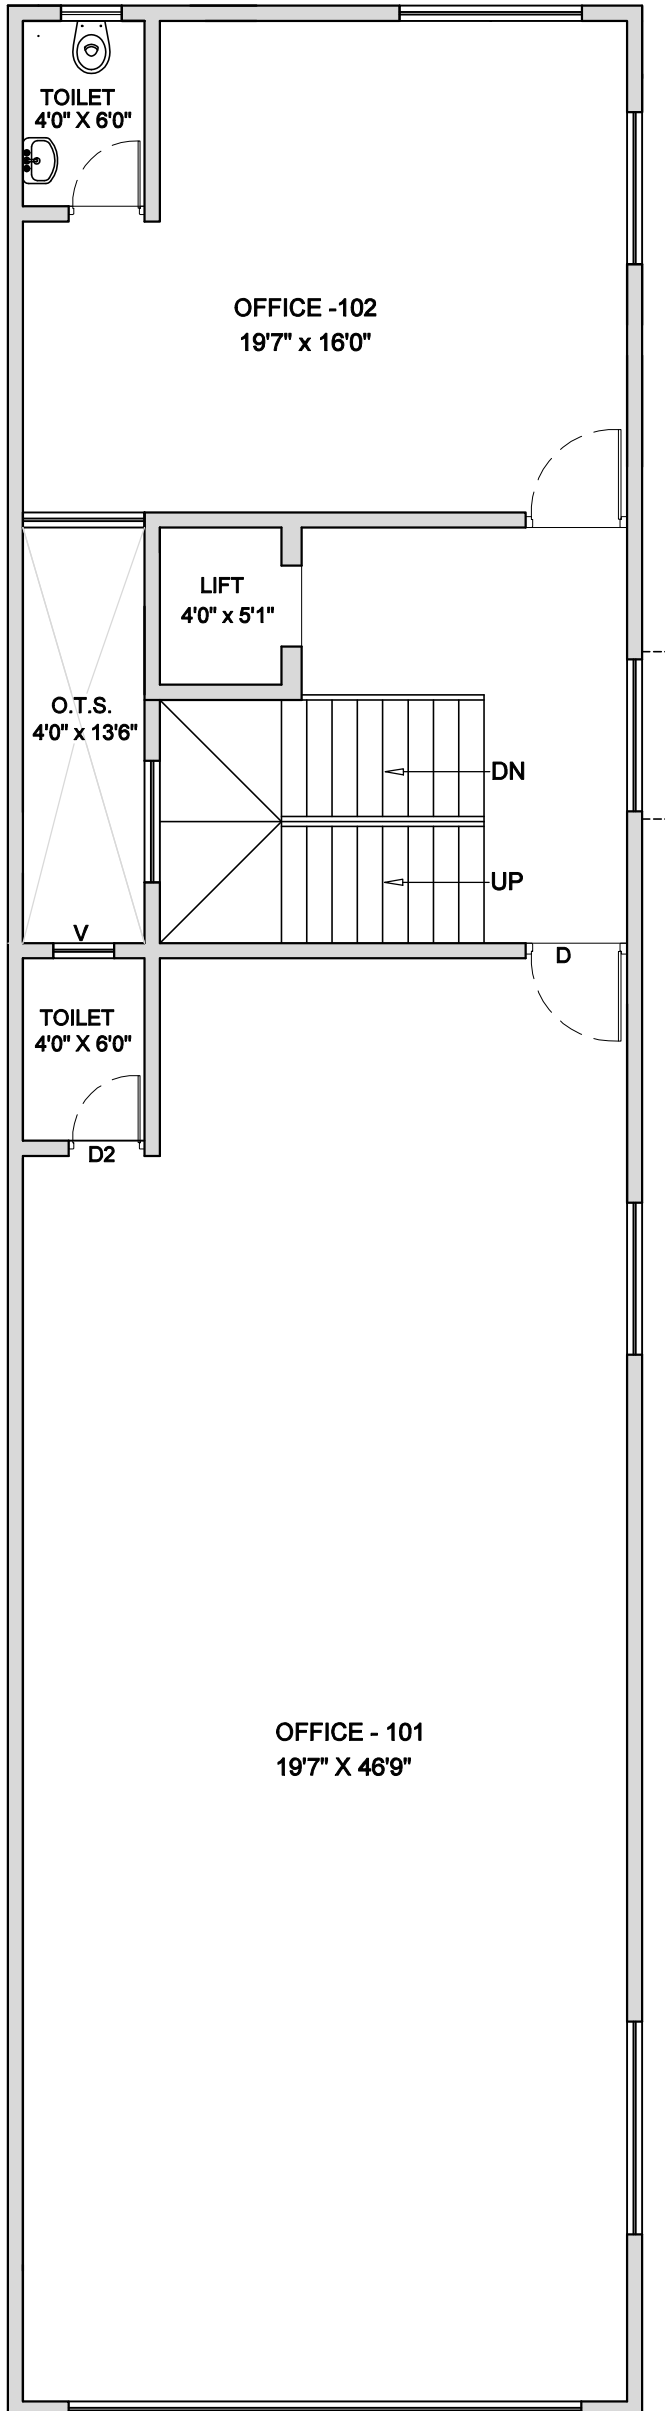 TOILET
4'0" X 6'0"
OFFICE -102
19'7" x 16'0"
LIFT
4'0" x 5'1"
O.T.S.
4'0" x 13'6"
DN
UP
V
D
TOILET
4'0" X 6'0"
D2
OFFICE - 101
19'7" X 46'9"